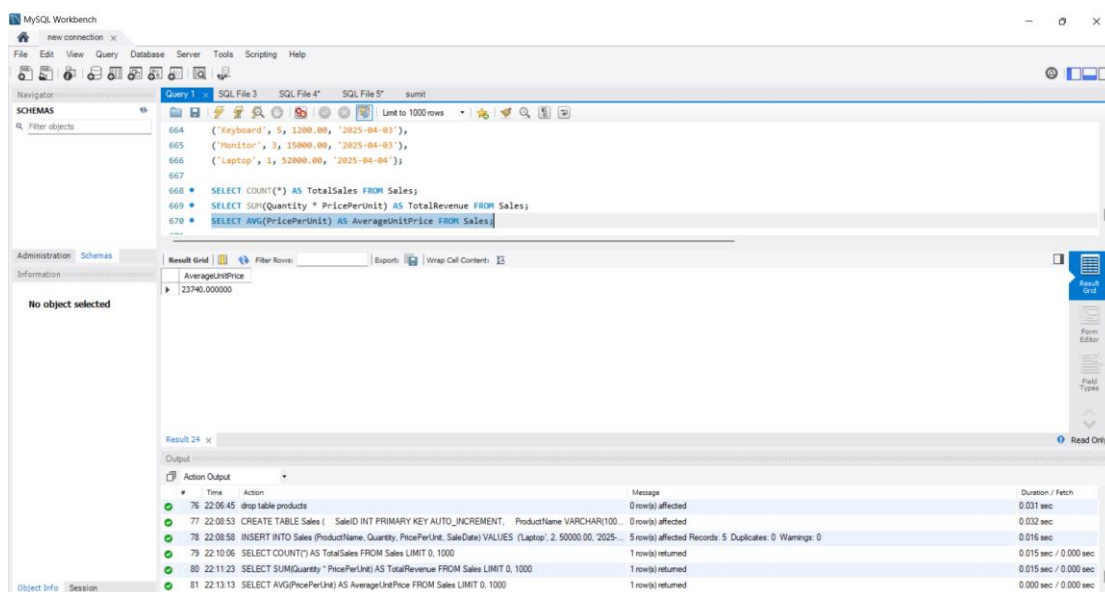 MySQL Workbench
new connection ×
File Edit View Query Database Server Tools Scripting Help
Navigator
SCHEMAS
Filter objects
Query 1 × SQL File 3 SQL File 4* SQL File 5* sumit
Limit to 1000 rows
664 ('Keyboard', 5, 1200.00, '2025-04-03'),
665 ('Monitor', 3, 15000.00, '2025-04-03'),
666 ('Laptop', 1, 52000.00, '2025-04-04');
667
668 SELECT COUNT(*) AS TotalSales FROM Sales;
669 SELECT SUM(Quantity * PricePerUnit) AS TotalRevenue FROM Sales;
670 SELECT AVG(PricePerUnit) AS AverageUnitPrice FROM Sales;
Administration Schemas
Information
No object selected
Result Grid Filter Rows: Export: Wrap Cell Content:
AverageUnitPrice
23740.000000
Result Grid
Form Editor
Field Types
Result 24 ×
Read Only
Output
Action Output
# Time Action Message Duration / Fetch
76 22:06:45 drop table products 0 row(s) affected 0.031 sec
77 22:08:53 CREATE TABLE Sales ( SaleID INT PRIMARY KEY AUTO_INCREMENT, ProductName VARCHAR(100... 0 row(s) affected 0.032 sec
78 22:08:58 INSERT INTO Sales (ProductName, Quantity, PricePerUnit, SaleDate) VALUES ('Laptop', 2, 50000.00, '2025-... 5 row(s) affected Records: 5 Duplicates: 0 Warnings: 0 0.016 sec
79 22:10:06 SELECT COUNT(*) AS TotalSales FROM Sales LIMIT 0, 1000 1 row(s) returned 0.015 sec / 0.000 sec
80 22:11:23 SELECT SUM(Quantity * PricePerUnit) AS TotalRevenue FROM Sales LIMIT 0, 1000 1 row(s) returned 0.015 sec / 0.000 sec
81 22:13:13 SELECT AVG(PricePerUnit) AS AverageUnitPrice FROM Sales LIMIT 0, 1000 1 row(s) returned 0.000 sec / 0.000 sec
Object Info Session